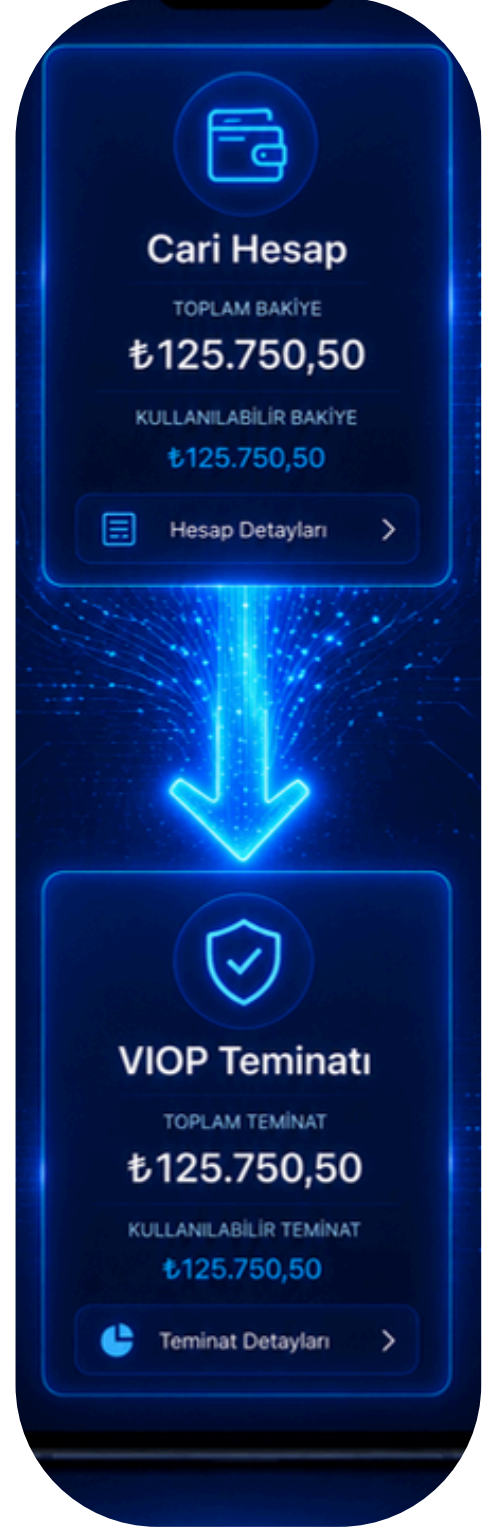 Cari Hesap
TOPLAM BAKİYE
₺125.750,50
KULLANILABİLİR BAKİYE
₺125.750,50
Hesap Detayları
VIOP Teminatı
TOPLAM TEMİNAT
₺125.750,50
KULLANILABİLİR TEMİNAT
₺125.750,50
Teminat Detayları